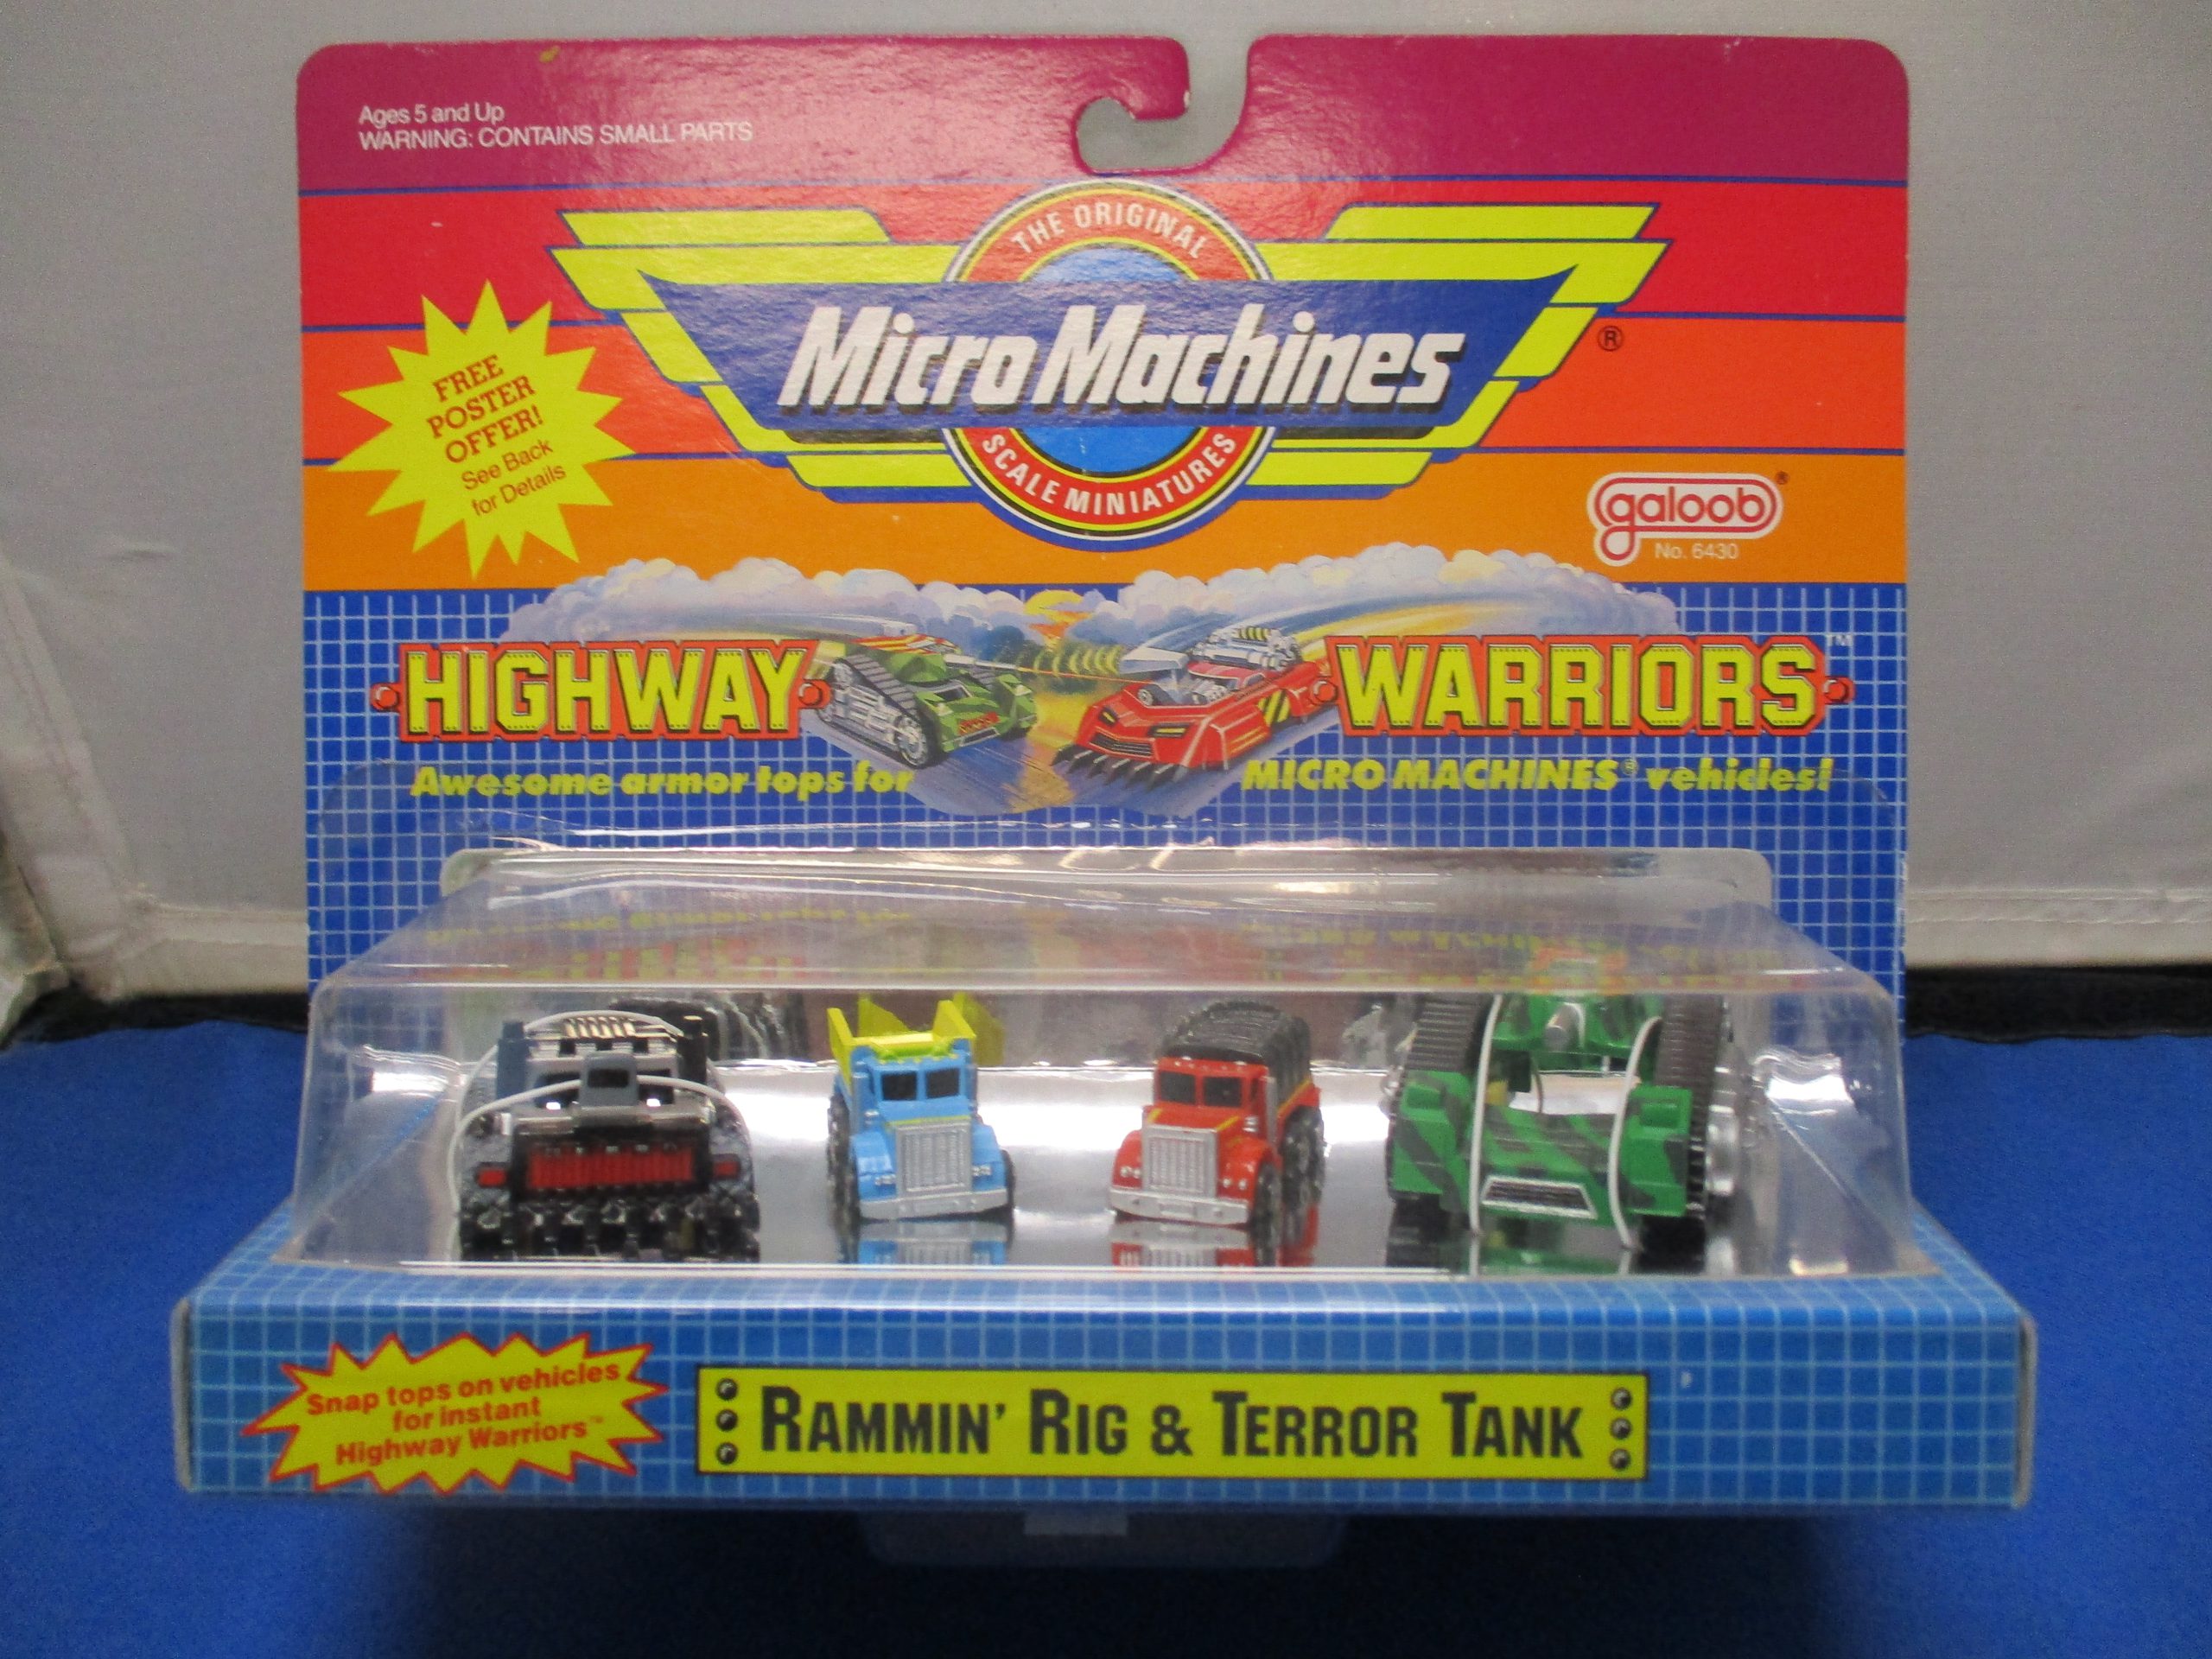 Ages 5 and Up
WARNING: CONTAINS SMALL PARTS
THE ORIGINAL
Micro Machines ®
SCALE MINIATURES
FREE
POSTER
OFFER!
See Back
for Details
galoob®
No. 6430
HIGHWAY WARRIORS™
Awesome armor tops for MICRO MACHINES® vehicles!
Snap tops on vehicles
for instant
Highway Warriors™
RAMMIN' RIG & TERROR TANK